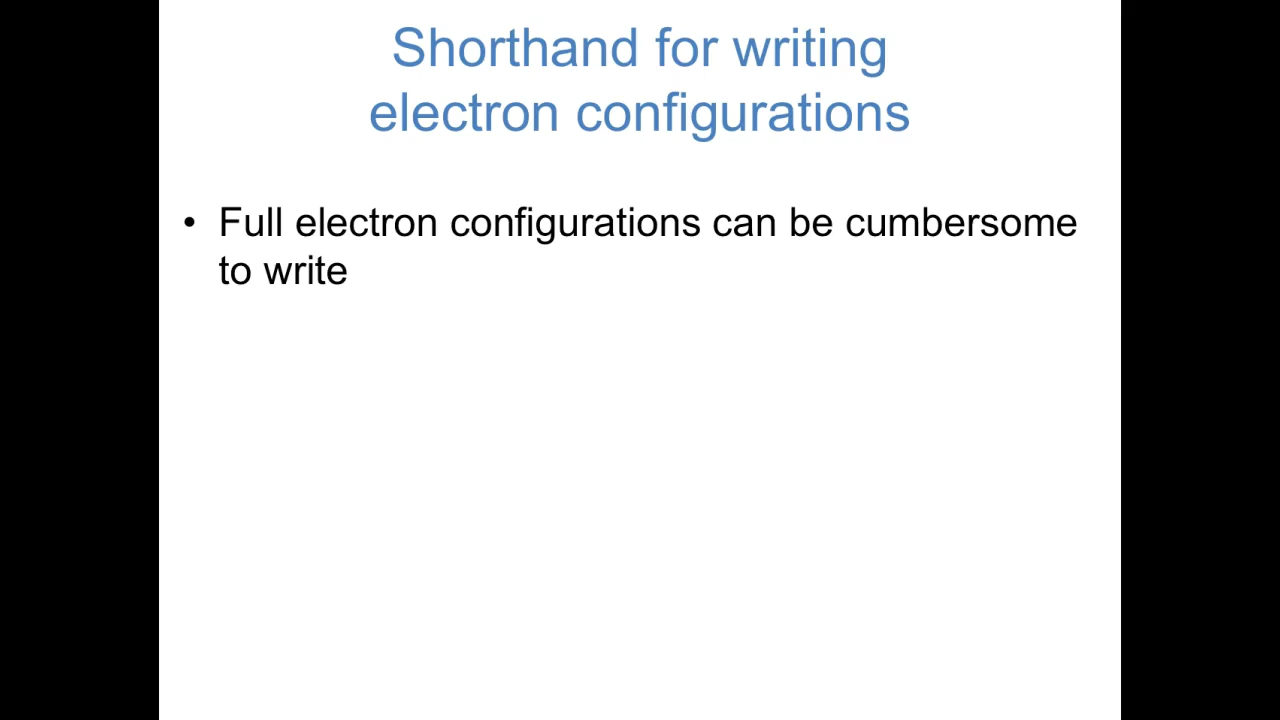 Shorthand for writing
electron configurations
• Full electron configurations can be cumbersome
to write